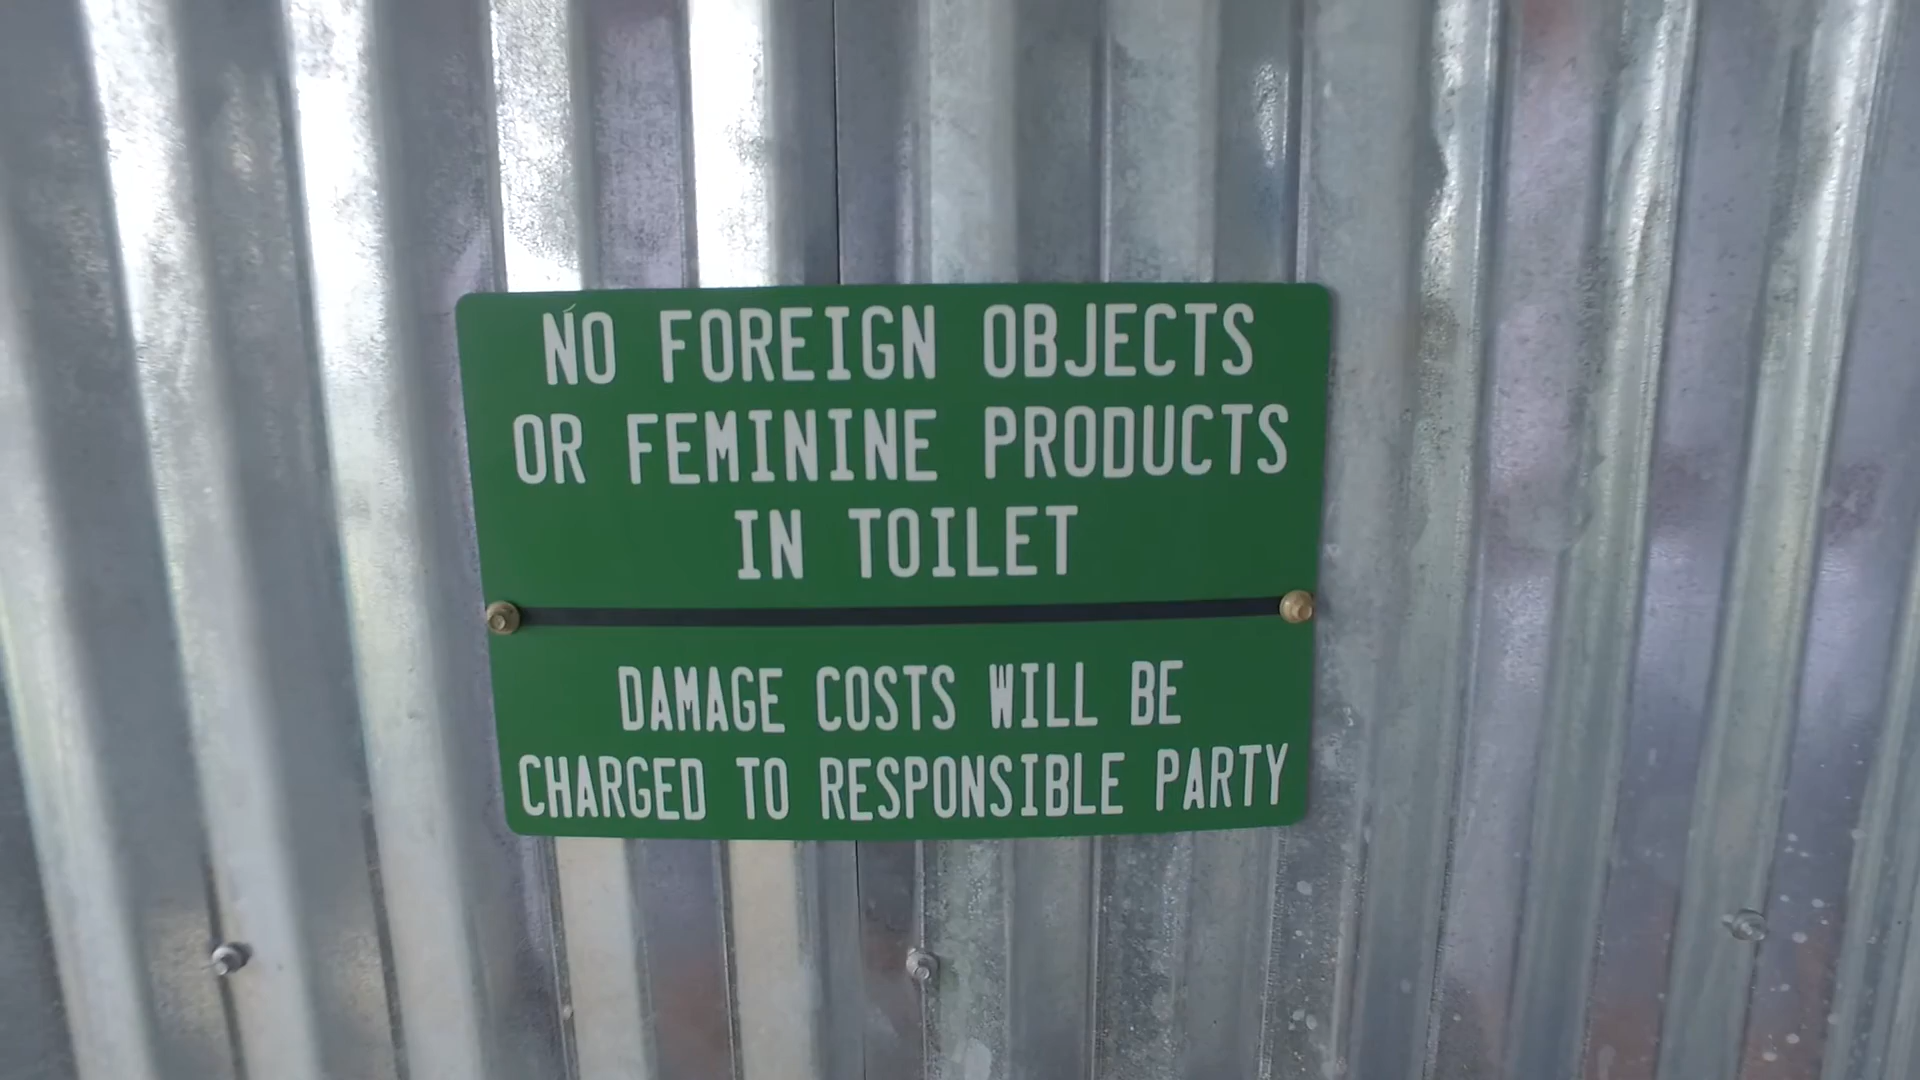 NO FOREIGN OBJECTS
OR FEMININE PRODUCTS
IN TOILET
DAMAGE COSTS WILL BE
CHARGED TO RESPONSIBLE PARTY